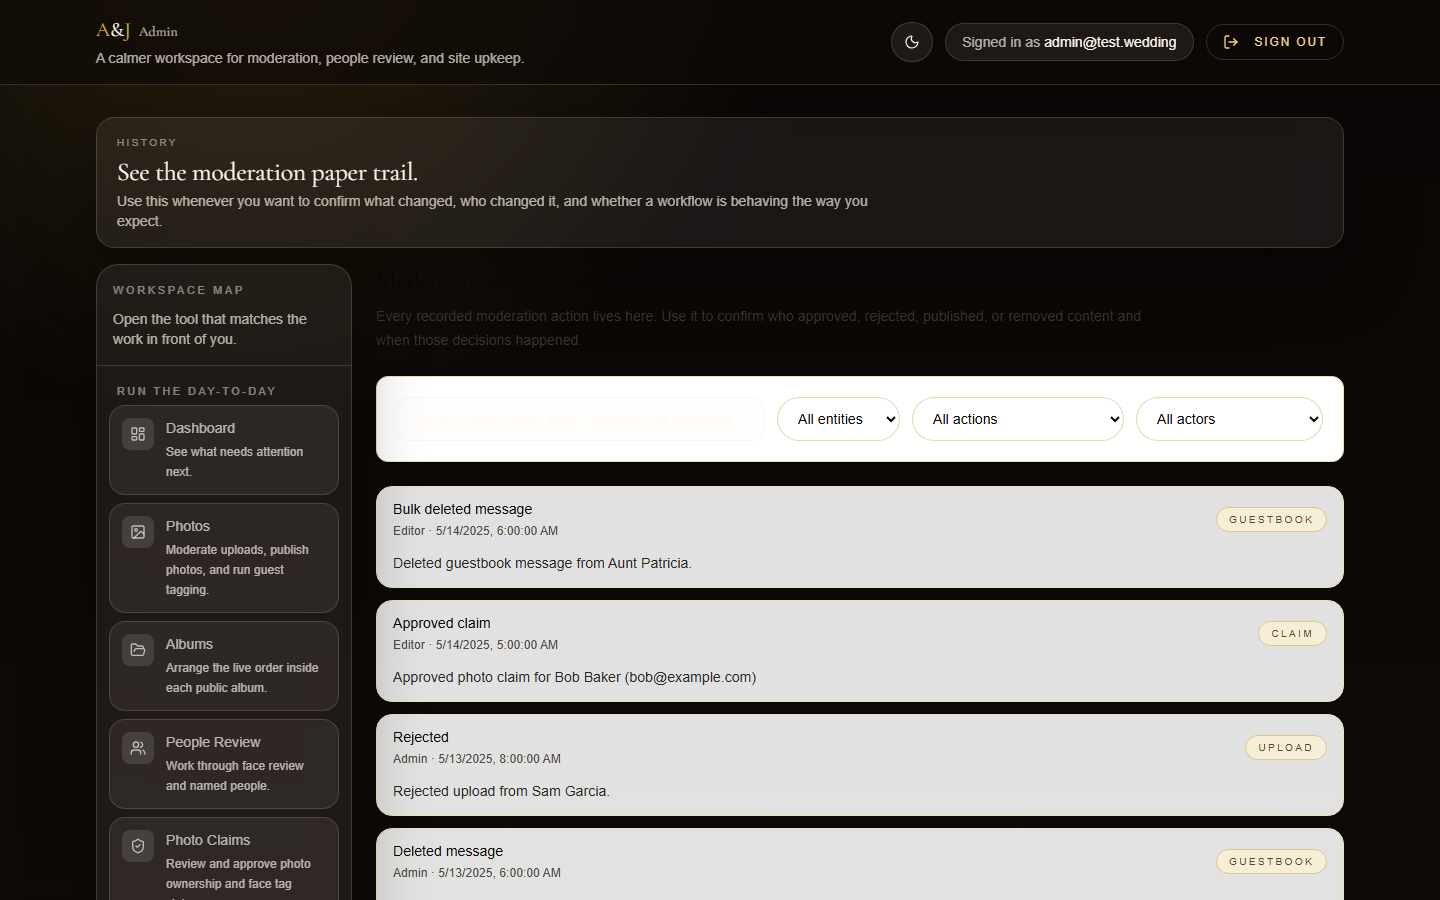 A&J Admin
A calmer workspace for moderation, people review, and site upkeep.
Signed in as admin@test.wedding
SIGN OUT
HISTORY
See the moderation paper trail.
Use this whenever you want to confirm what changed, who changed it, and whether a workflow is behaving the way you
expect.
WORKSPACE MAP
Open the tool that matches the
work in front of you.
RUN THE DAY-TO-DAY
Dashboard
See what needs attention
next.
Photos
Moderate uploads, publish
photos, and run guest
tagging.
Albums
Arrange the live order inside
each public album.
People Review
Work through face review
and named people.
Photo Claims
Review and approve photo
ownership and face tag
Moderation
Every recorded moderation action lives here. Use it to confirm who approved, rejected, published, or removed content and
when those decisions happened.
All entities
All actions
All actors
Bulk deleted message
Editor · 5/14/2025, 6:00:00 AM
GUESTBOOK
Deleted guestbook message from Aunt Patricia.
Approved claim
Editor · 5/14/2025, 5:00:00 AM
CLAIM
Approved photo claim for Bob Baker (bob@example.com)
Rejected
Admin · 5/13/2025, 8:00:00 AM
UPLOAD
Rejected upload from Sam Garcia.
Deleted message
Admin · 5/13/2025, 6:00:00 AM
GUESTBOOK